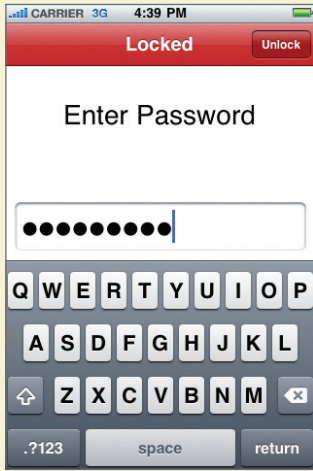 CARRIER 3G 4:39 PM
Locked Unlock
Enter Password
●●●●●●●●●
Q W E R T Y U I O P
A S D F G H J K L
Z X C V B N M
.?123 space return